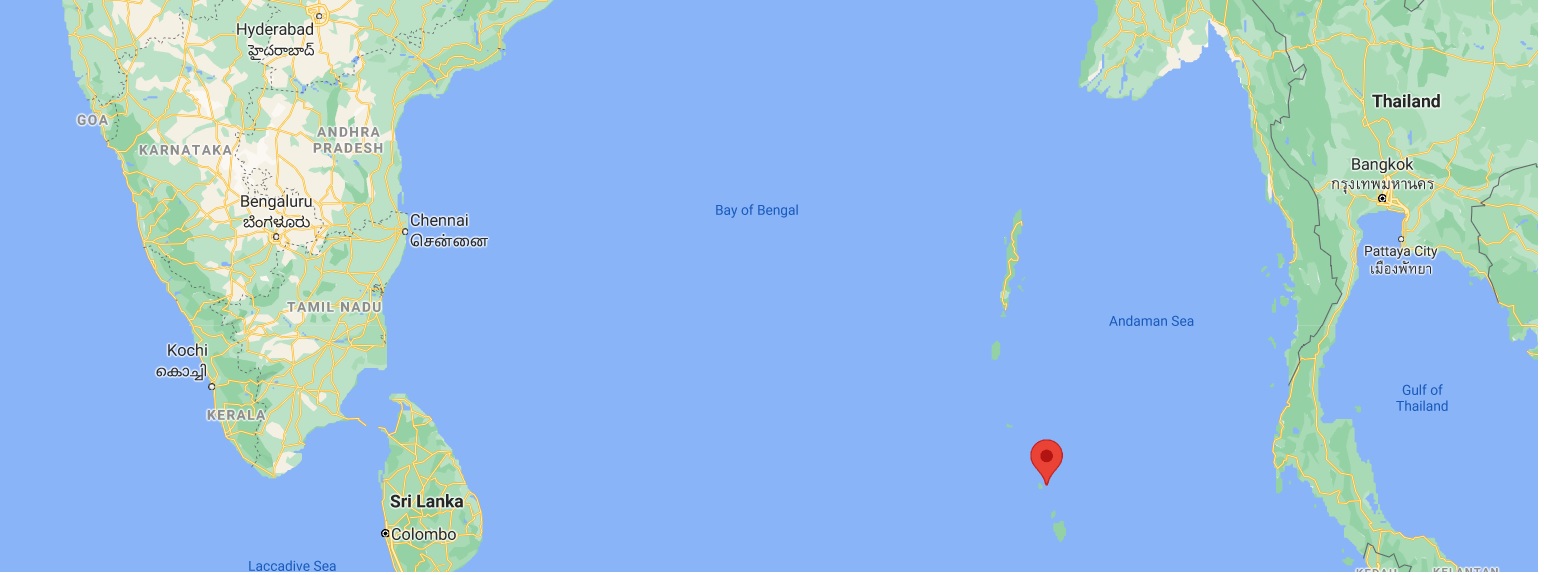 Hyderabad
హైదరాబాద్
Thailand
GOA
ANDHRA
PRADESH
KARNATAKA
Bangkok
กรุงเทพมหานคร
Bengaluru
ಬೆಂಗಳೂರು
Bay of Bengal
Chennai
சென்னை
Pattaya City
เมืองพัทยา
TAMIL NADU
Andaman Sea
Kochi
കൊച്ചി
Gulf of
Thailand
KERALA
Sri Lanka
Colombo
Laccadive Sea
KEDAH
KELANTAN